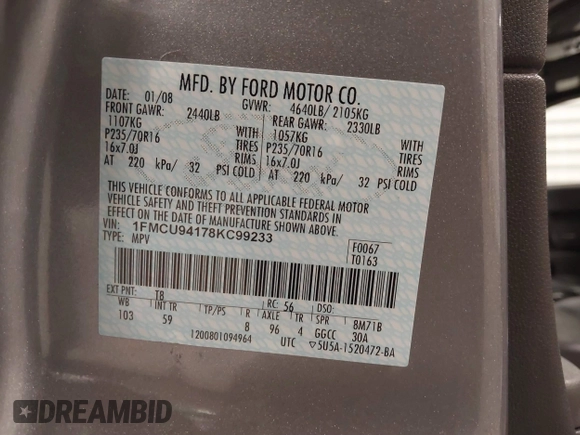 MFD. BY FORD MOTOR CO.
DATE: 01/08 GVWR: 4640LB/ 2105KG
FRONT GAWR: 2440LB REAR GAWR: 2330LB
1107KG WITH 1057KG WITH
P235/70R16 TIRES P235/70R16 TIRES
16x7.0J RIMS 16x7.0J RIMS
AT 220 kPa/ 32 PSI COLD AT 220 kPa/ 32 PSI COLD
THIS VEHICLE CONFORMS TO ALL APPLICABLE FEDERAL MOTOR
VEHICLE SAFETY AND THEFT PREVENTION STANDARDS IN
EFFECT ON THE DATE OF MANUFACTURE SHOWN ABOVE.
VIN: 1FMCU94178KC99233
TYPE: MPV
F0067
T0163
EXT PNT: T8 RC: 56 DSO:
WB INT TR TP/PS R AXLE TR SPR 8M71B
103 59 8 96 4 GGCC 30A
1200801094964 UTC ▽5U5A-1520472-BA
DREAMBID